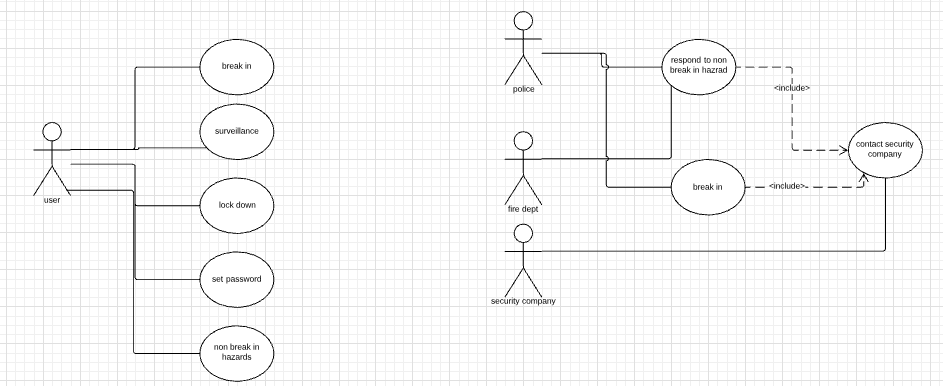 break in
surveillance
user
lock down
set password
non break in
hazards
police
respond to non
break in hazrad
<include>
contact security
company
fire dept
break in
<include>
security company